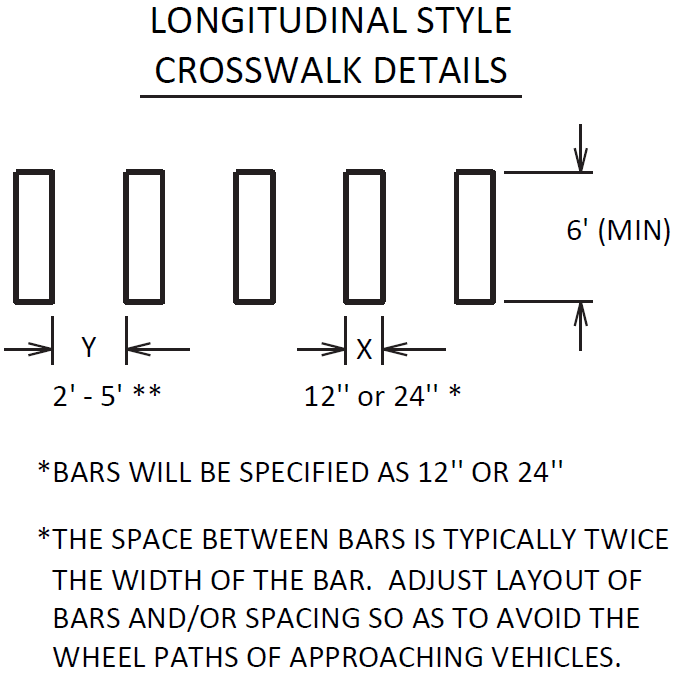 LONGITUDINAL STYLE
CROSSWALK DETAILS
6' (MIN)
Y
X
2' - 5' **
12'' or 24'' *
*BARS WILL BE SPECIFIED AS 12'' OR 24''
*THE SPACE BETWEEN BARS IS TYPICALLY TWICE
THE WIDTH OF THE BAR.  ADJUST LAYOUT OF
BARS AND/OR SPACING SO AS TO AVOID THE
WHEEL PATHS OF APPROACHING VEHICLES.